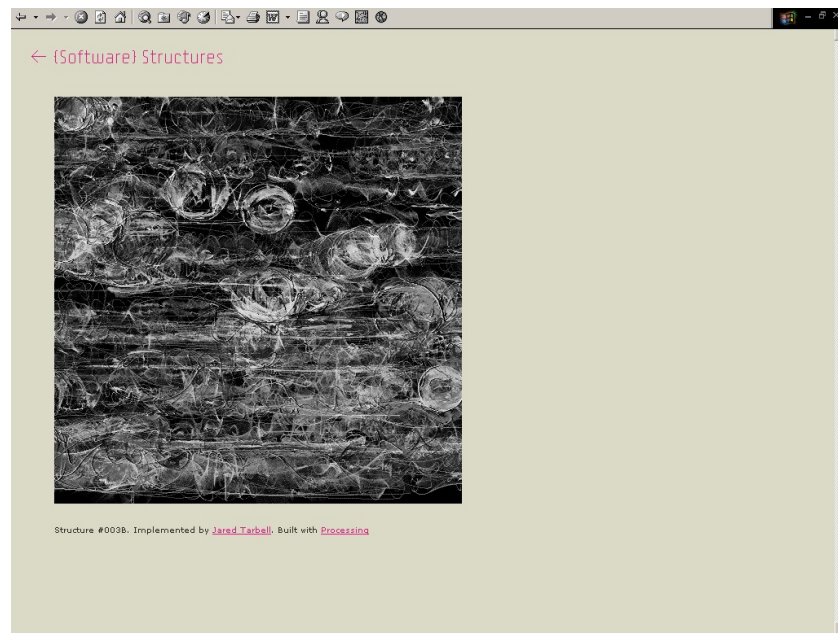 ← {Software} Structures
Structure #003B. Implemented by Jared Tarbell. Built with Processing